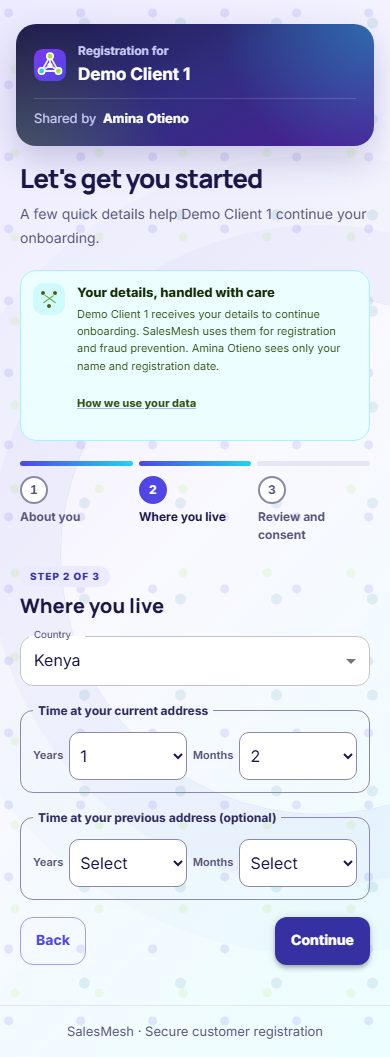 Registration for
Demo Client 1
Shared by Amina Otieno
Let's get you started
A few quick details help Demo Client 1 continue your
onboarding.
Your details, handled with care
Demo Client 1 receives your details to continue
onboarding. SalesMesh uses them for registration
and fraud prevention. Amina Otieno sees only your
name and registration date.
How we use your data
1 2 3
About you Where you live Review and
consent
STEP 2 OF 3
Where you live
Country
Kenya
Time at your current address
Years 1 Months 2
Time at your previous address (optional)
Years Select Months Select
Back Continue
SalesMesh · Secure customer registration